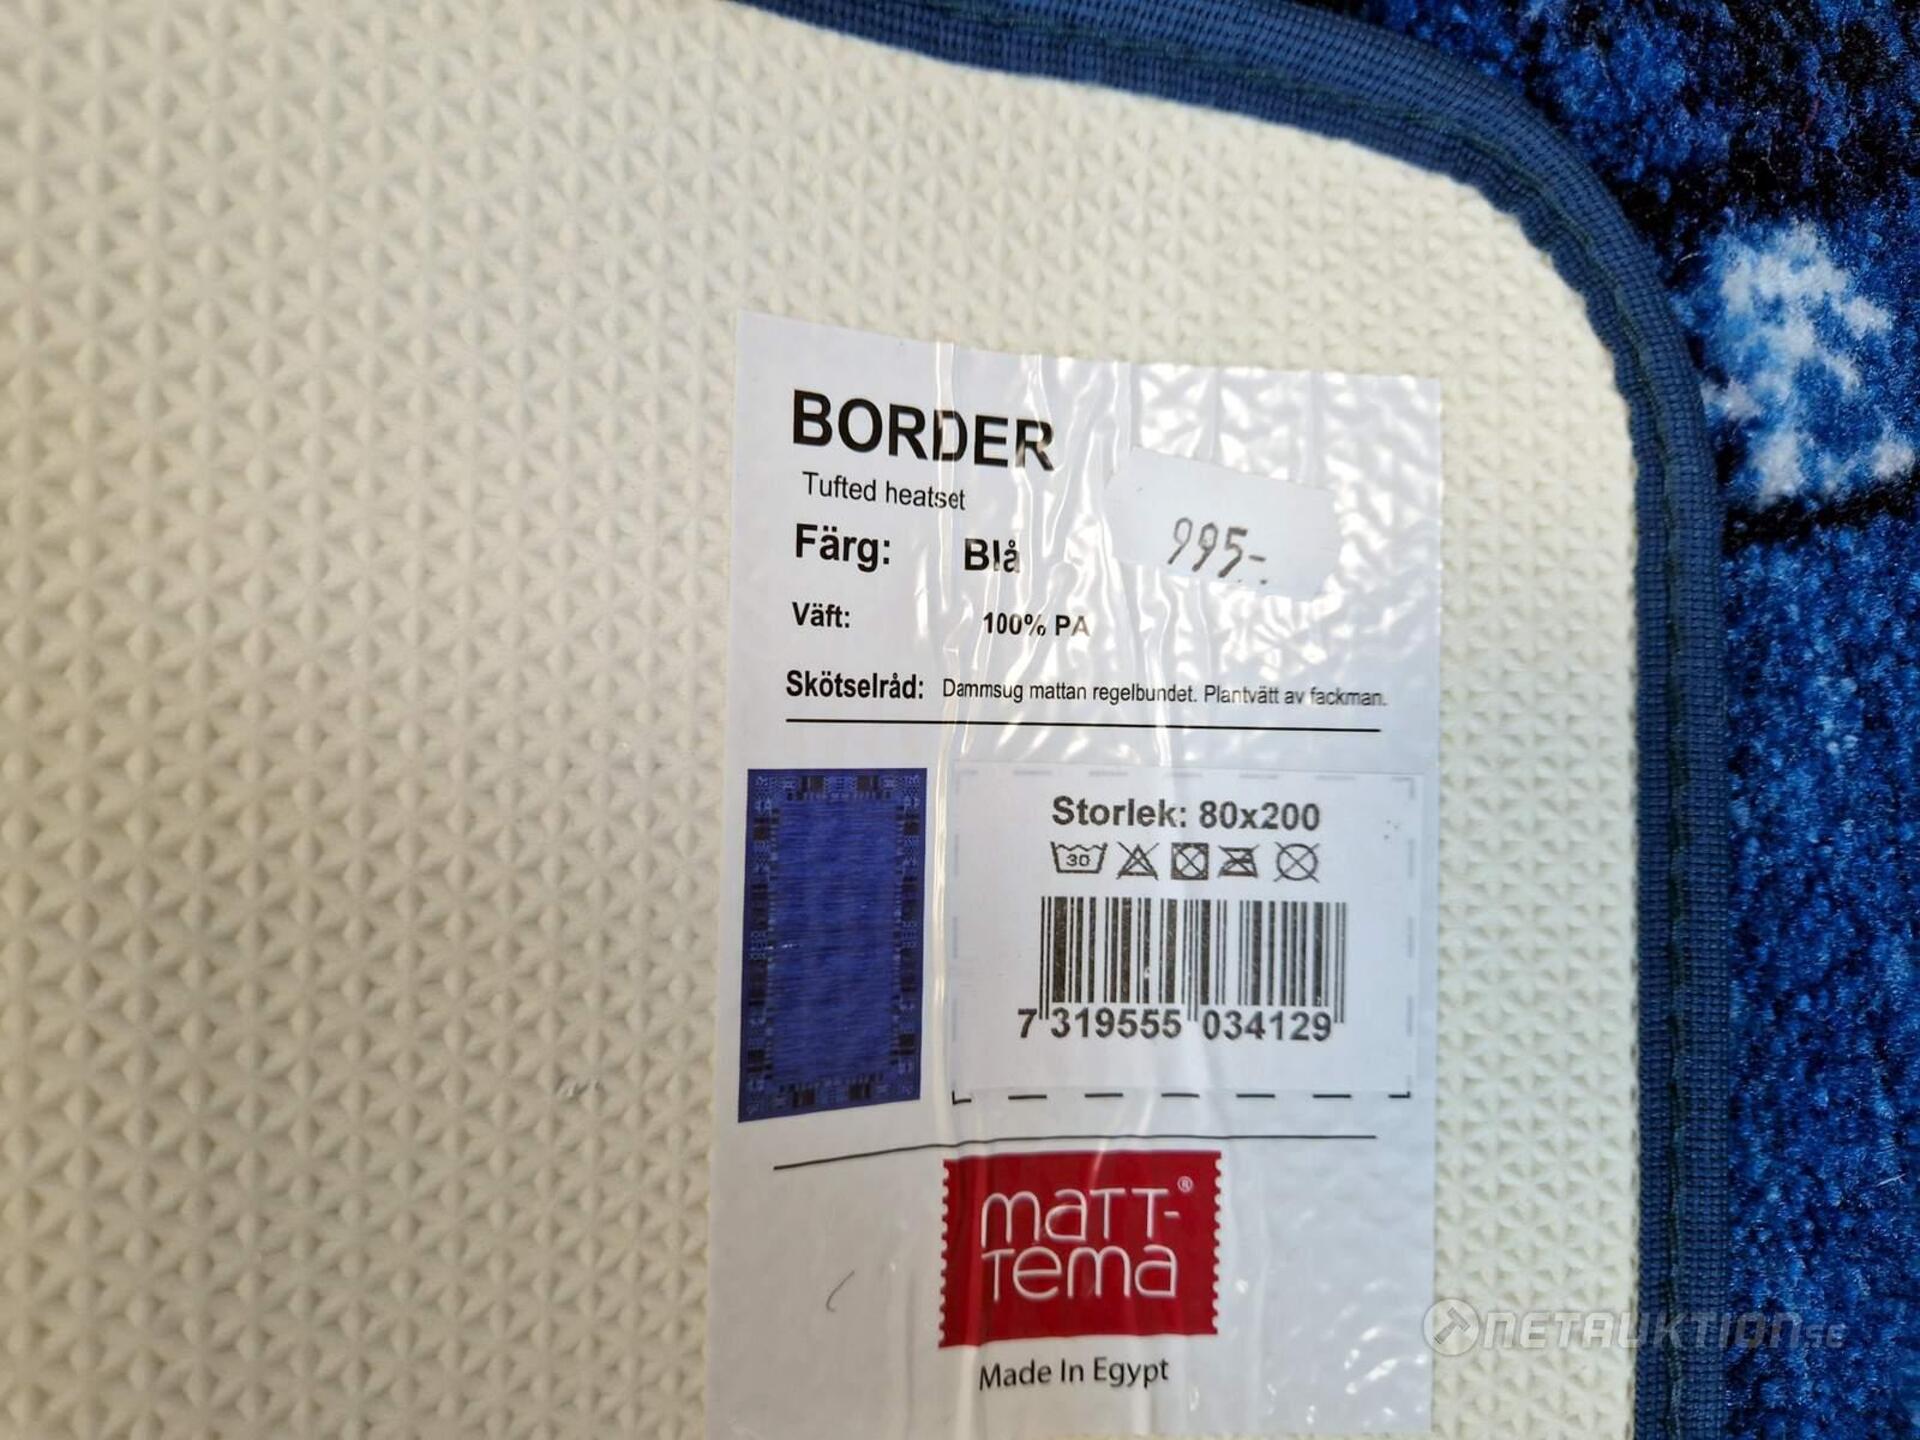 BORDER
Tufted heatset
Färg: Blå
995-
Väft: 100% PA
Skötselråd: Dammsug mattan regelbundet. Plantvätt av fackman.
Storlek: 80x200
30
7 319555 034129
matt-®
tema
Made In Egypt
NETAUKTION.SE